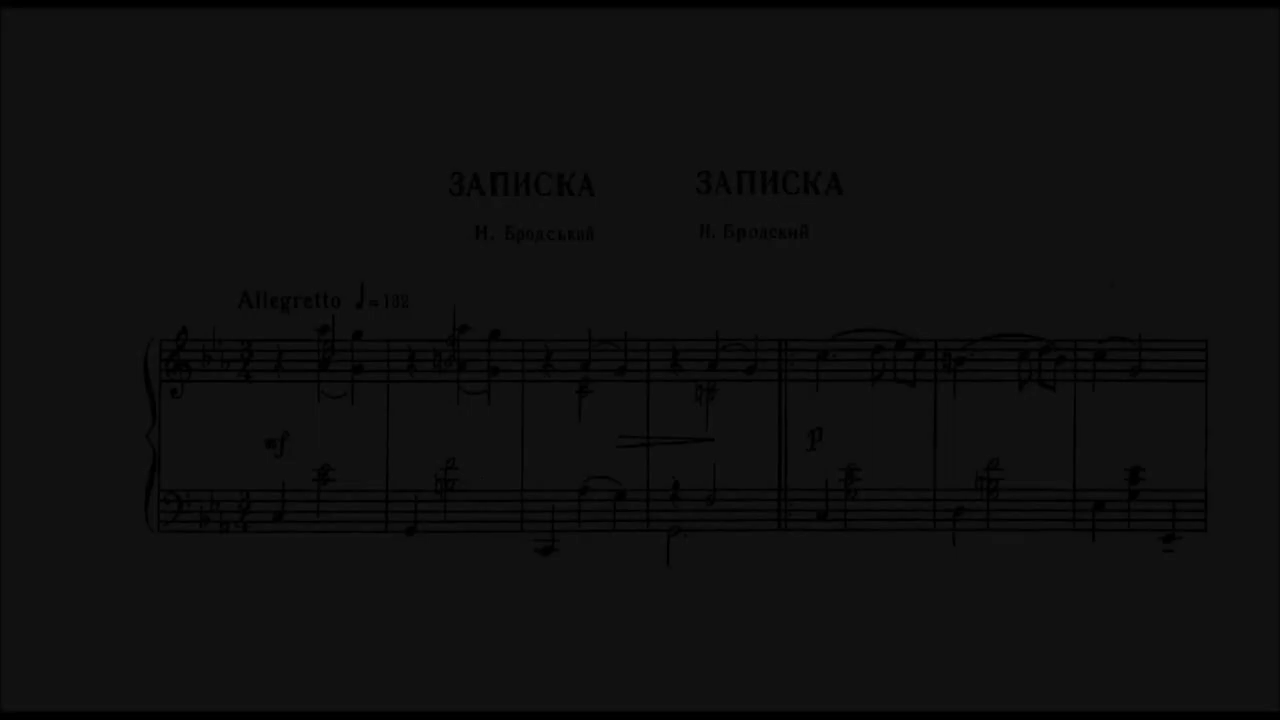 ЗАПИСКА ЗАПИСКА
Н. Бродський Н. Бродский
Allegretto ♩=132
mf
p